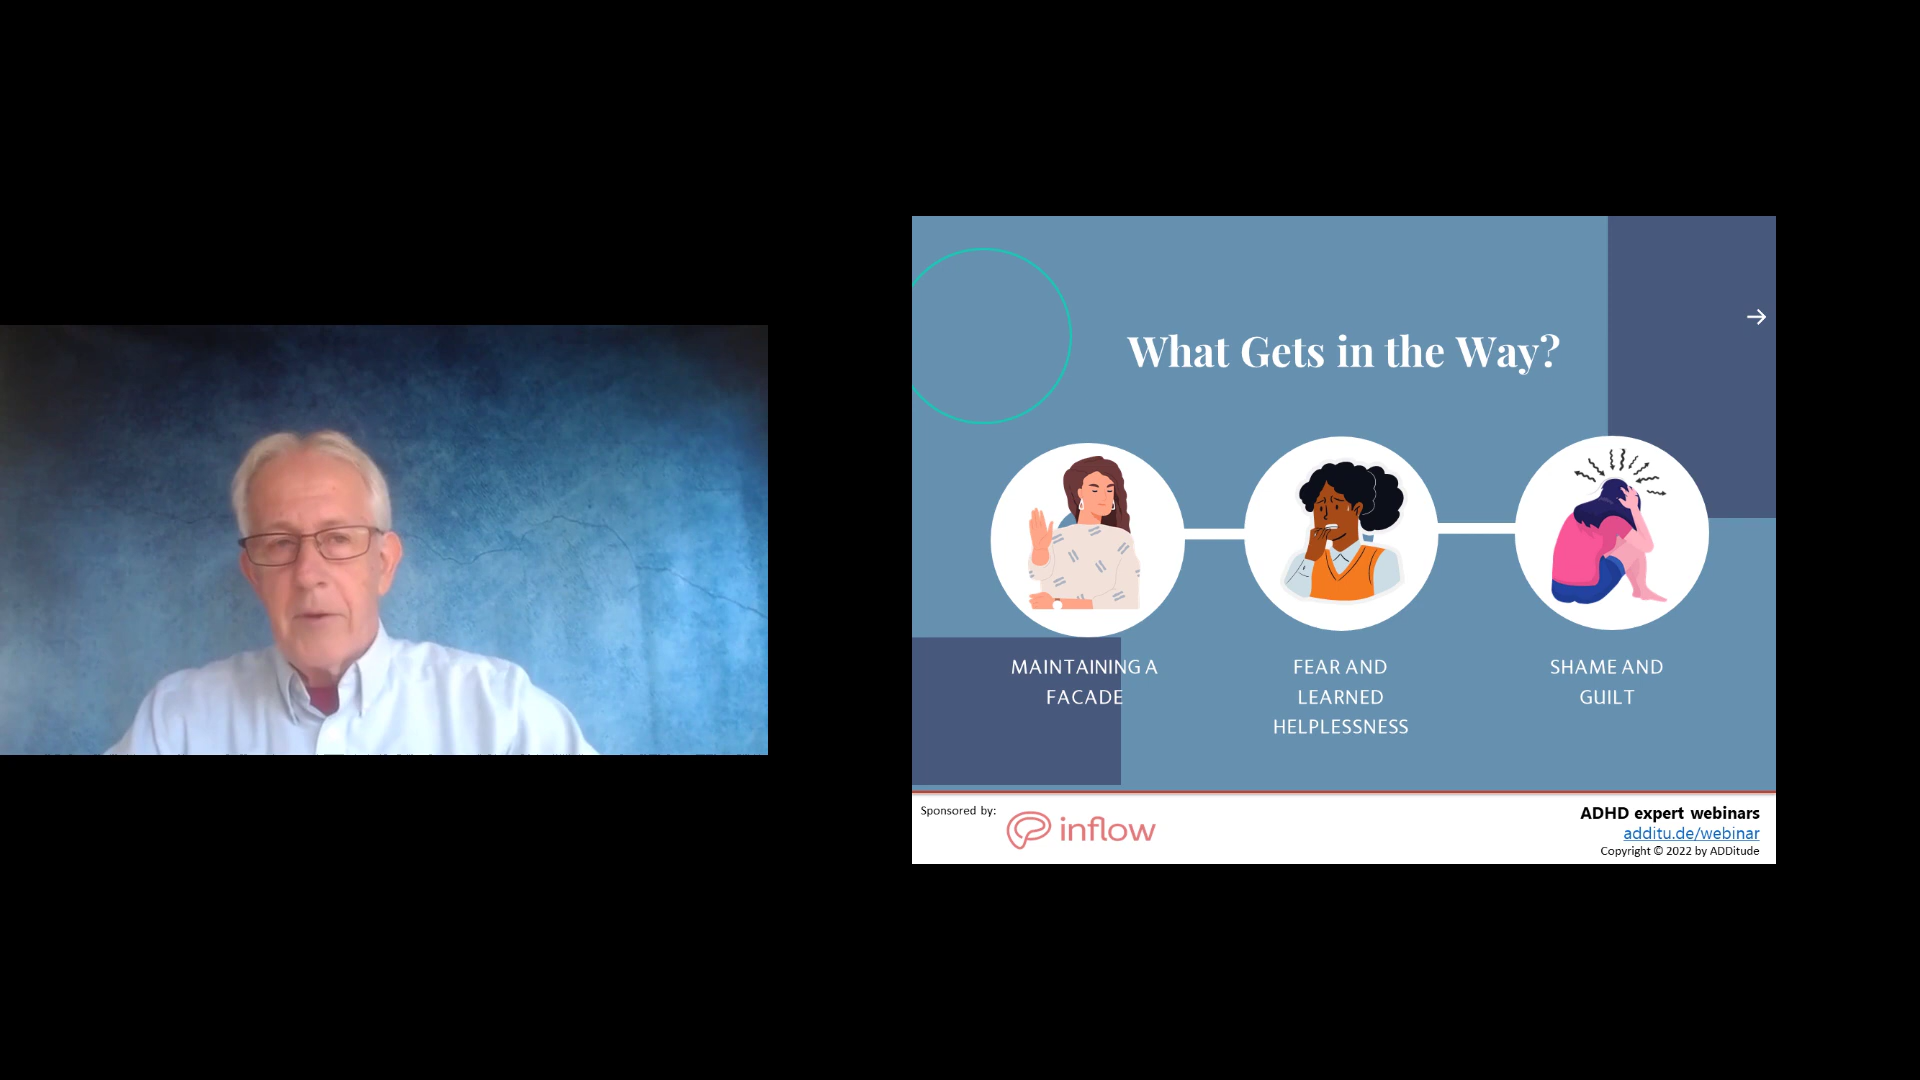 What Gets in the Way?
MAINTAINING A
FACADE
FEAR AND
LEARNED
HELPLESSNESS
SHAME AND
GUILT
Sponsored by:
inflow
ADHD expert webinars
additu.de/webinar
Copyright © 2022 by ADDitude